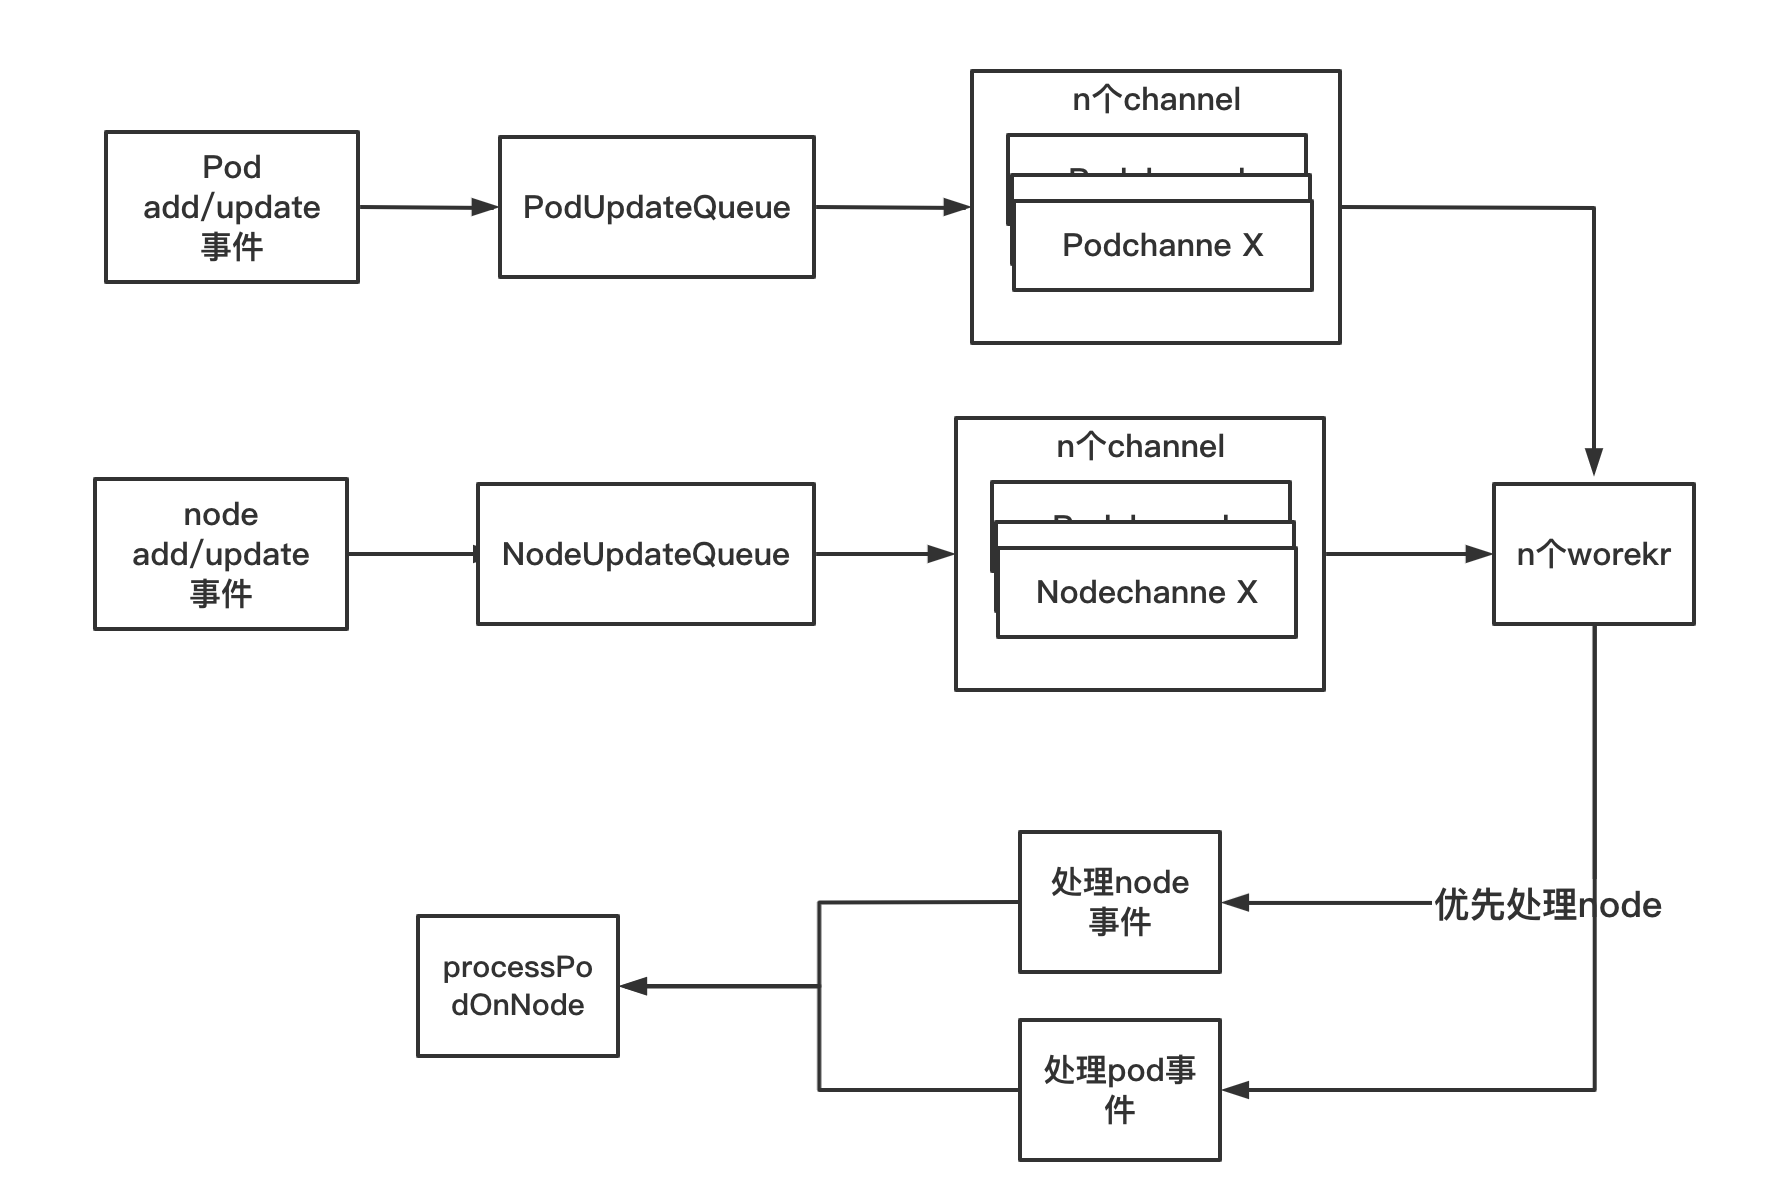 n个channel
Pod
add/update
事件
PodUpdateQueue
Podchanne X
n个channel
node
add/update
事件
NodeUpdateQueue
Nodechanne X
n个worekr
处理node
事件
优先处理node
processPo
dOnNode
处理pod事
件